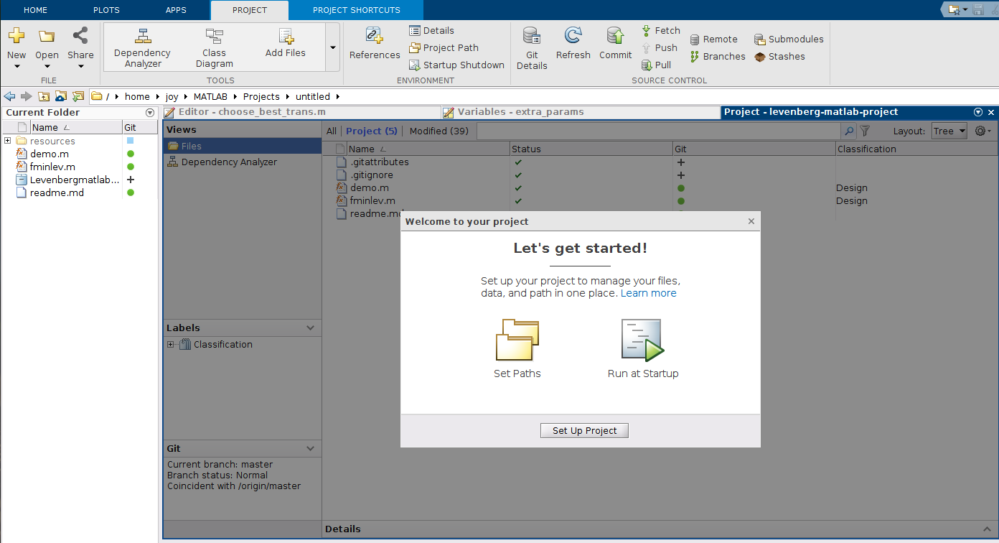 HOME PLOTS APPS PROJECT PROJECT SHORTCUTS
New Open Share
FILE
Dependency Analyzer
Class Diagram
Add Files
TOOLS
References
Details
Project Path
Startup Shutdown
ENVIRONMENT
Git Details
Refresh
Commit
Fetch
Push
Pull
Remote
Branches
Submodules
Stashes
SOURCE CONTROL
/ home joy MATLAB Projects untitled
Current Folder
Name Git
resources
demo.m
fminlev.m
Levenbergmatlab...
readme.md
Editor - choose_best_trans.m
Variables - extra_params
Project - levenberg-matlab-project
Views
Files
Dependency Analyzer
Labels
Classification
Git
Current branch: master
Branch status: Normal
Coincident with /origin/master
All Project (5) Modified (39) Layout: Tree
Name Status Git Classification
.gitattributes
.gitignore
demo.m Design
fminlev.m Design
readme.md
Welcome to your project
Let's get started!
Set up your project to manage your files,
data, and path in one place. Learn more
Set Paths Run at Startup
Set Up Project
Details